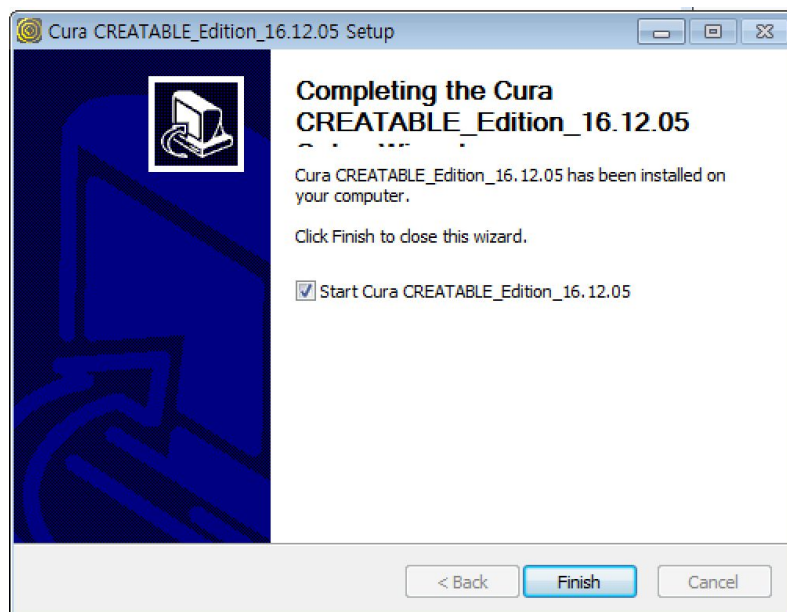 Cura CREATABLE_Edition_16.12.05 Setup
Completing the Cura
CREATABLE_Edition_16.12.05
Cura CREATABLE_Edition_16.12.05 has been installed on
your computer.
Click Finish to close this wizard.
Start Cura CREATABLE_Edition_16.12.05
< Back
Finish
Cancel